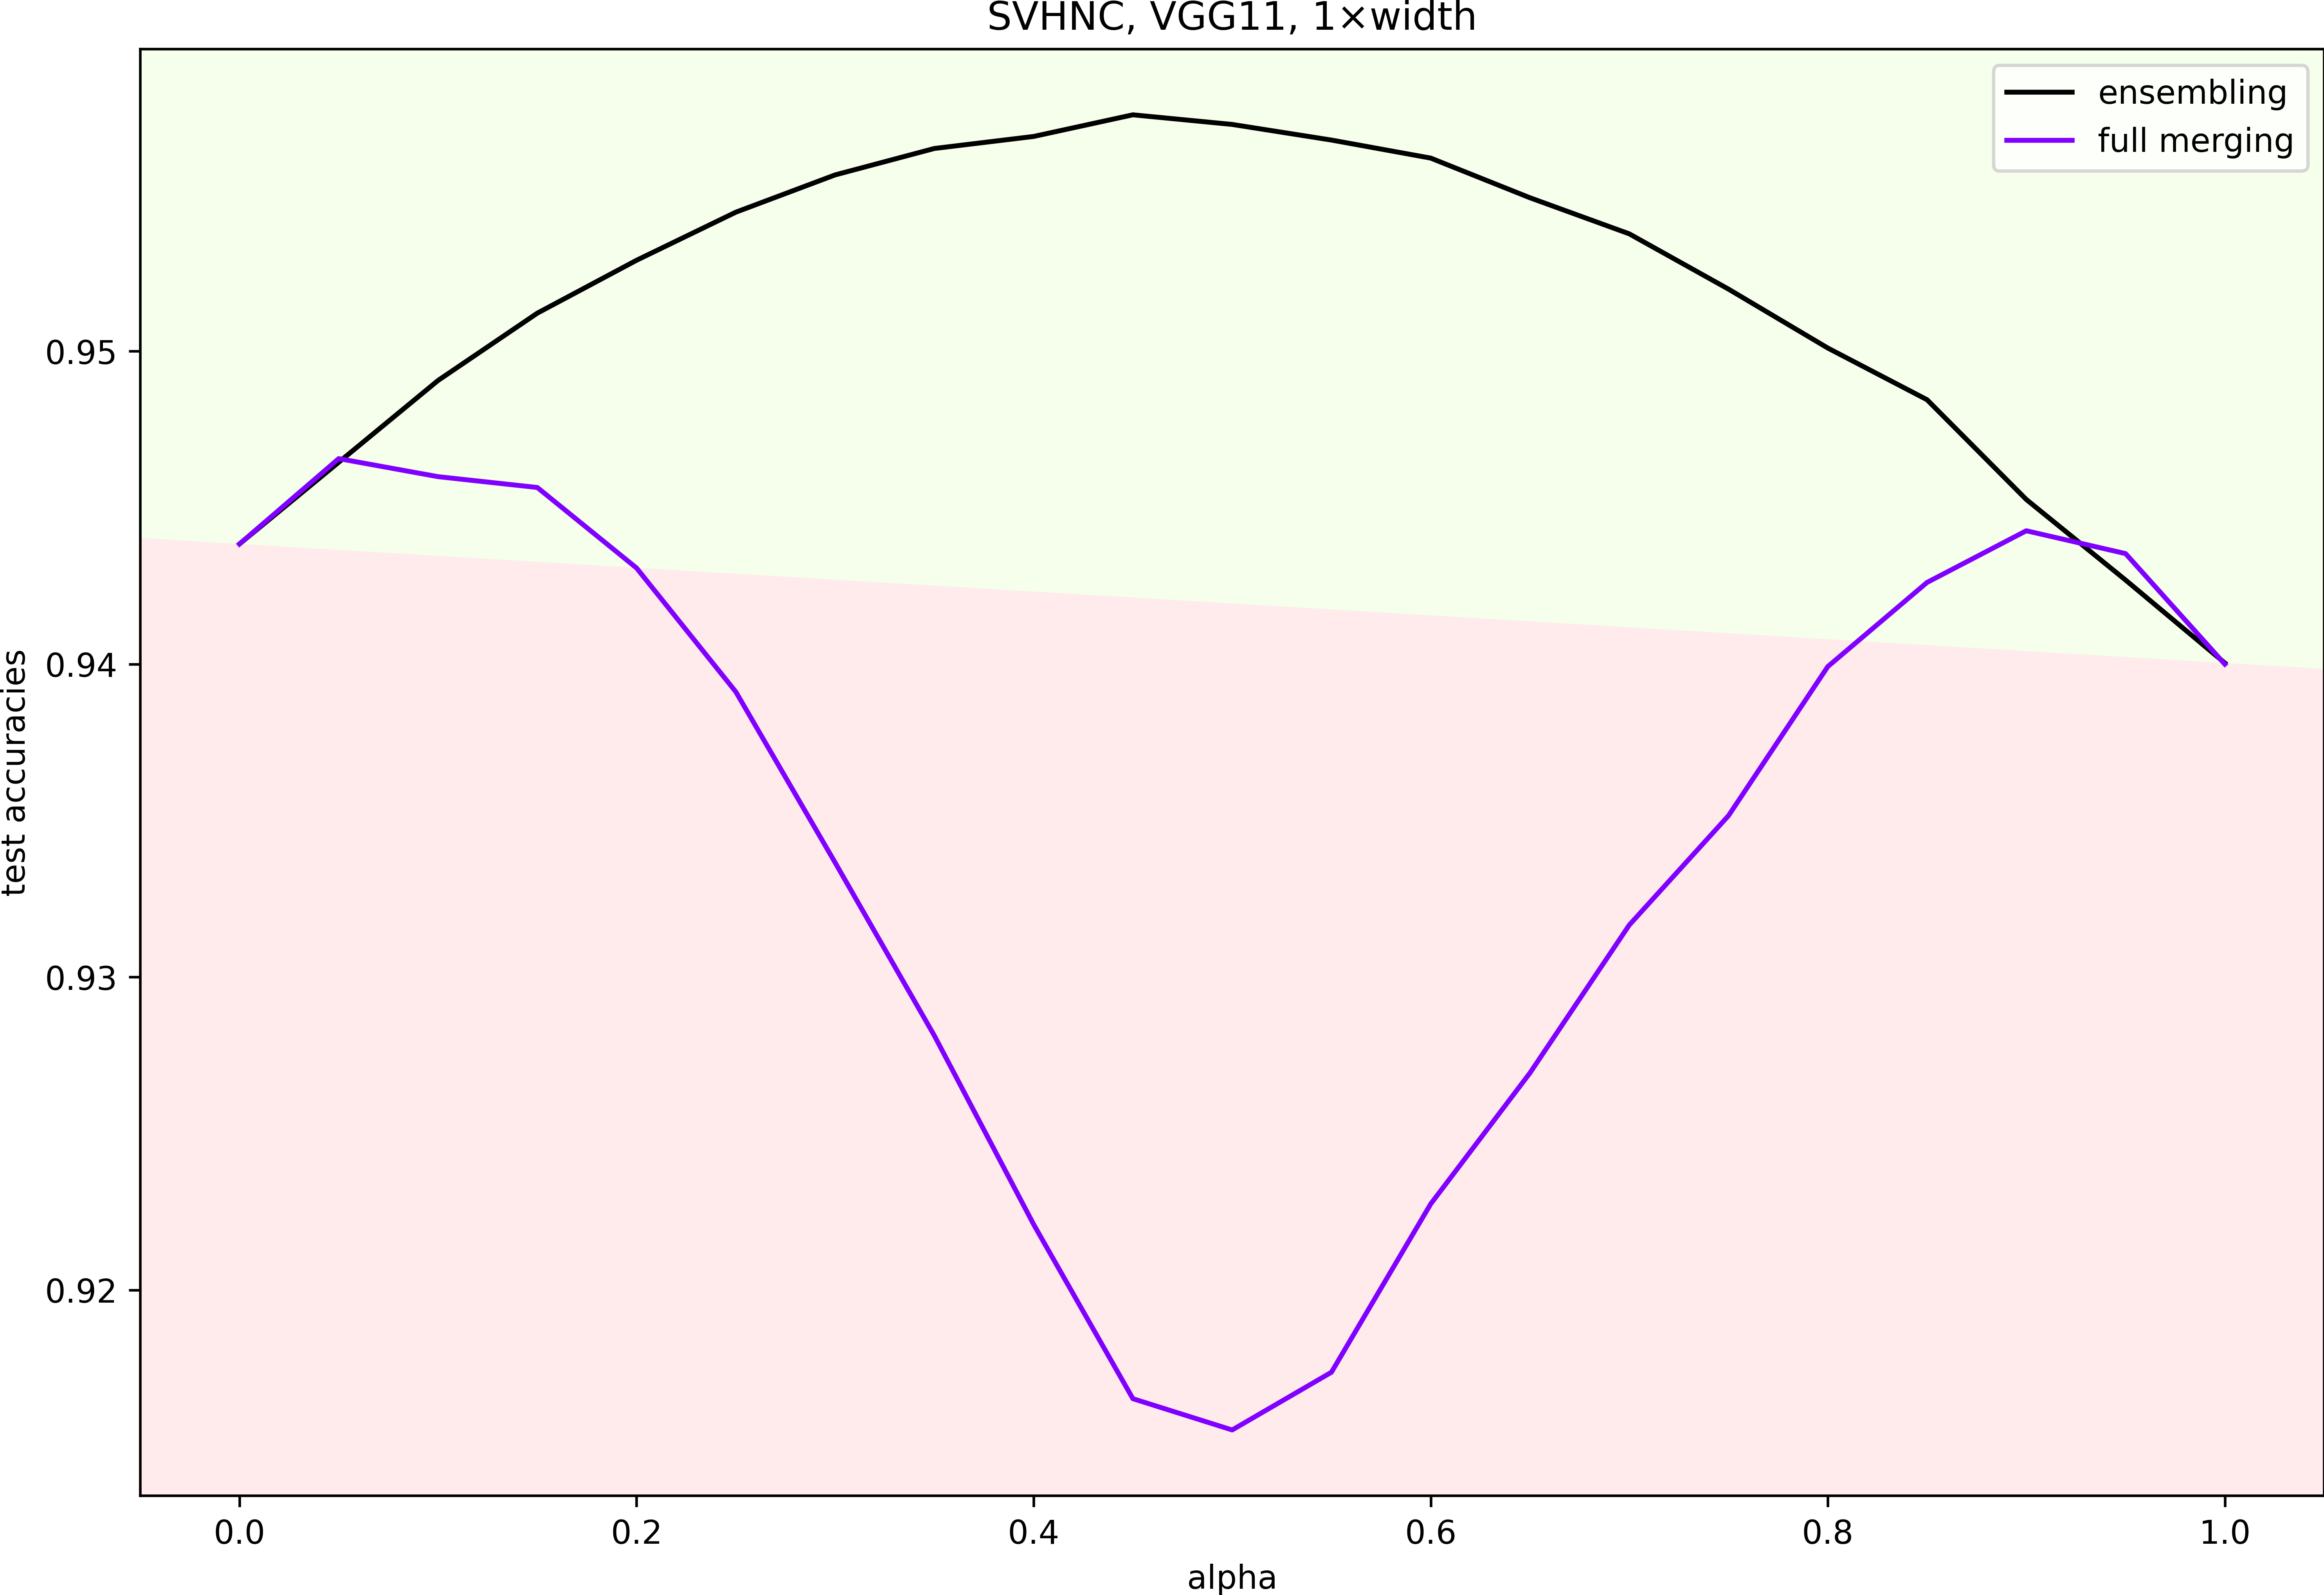 SVHNC, VGG11, 1×width
ensembling
full merging
test accuracies
0.95
0.94
0.93
0.92
0.0 0.2 0.4 0.6 0.8 1.0
alpha